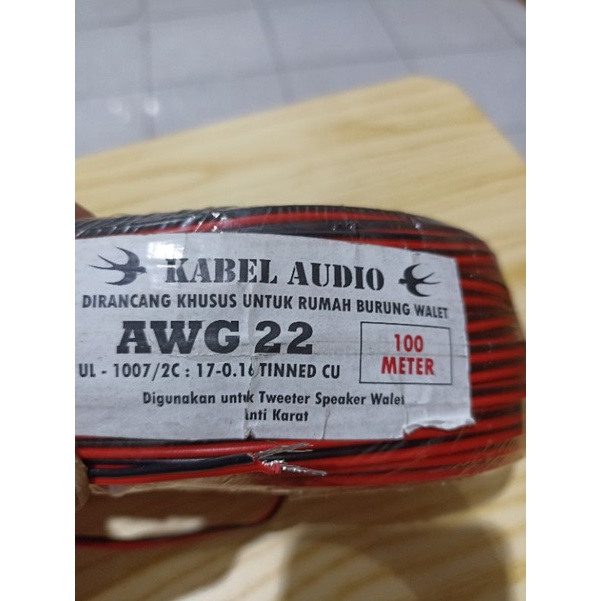 KABEL AUDIO
DIRANCANG KHUSUS UNTUK RUMAH BURUNG WALET
AWG 22
100
METER
UL - 1007/2C : 17-0.16 TINNED CU
Digunakan untuk Tweeter Speaker Walet
Anti Karat